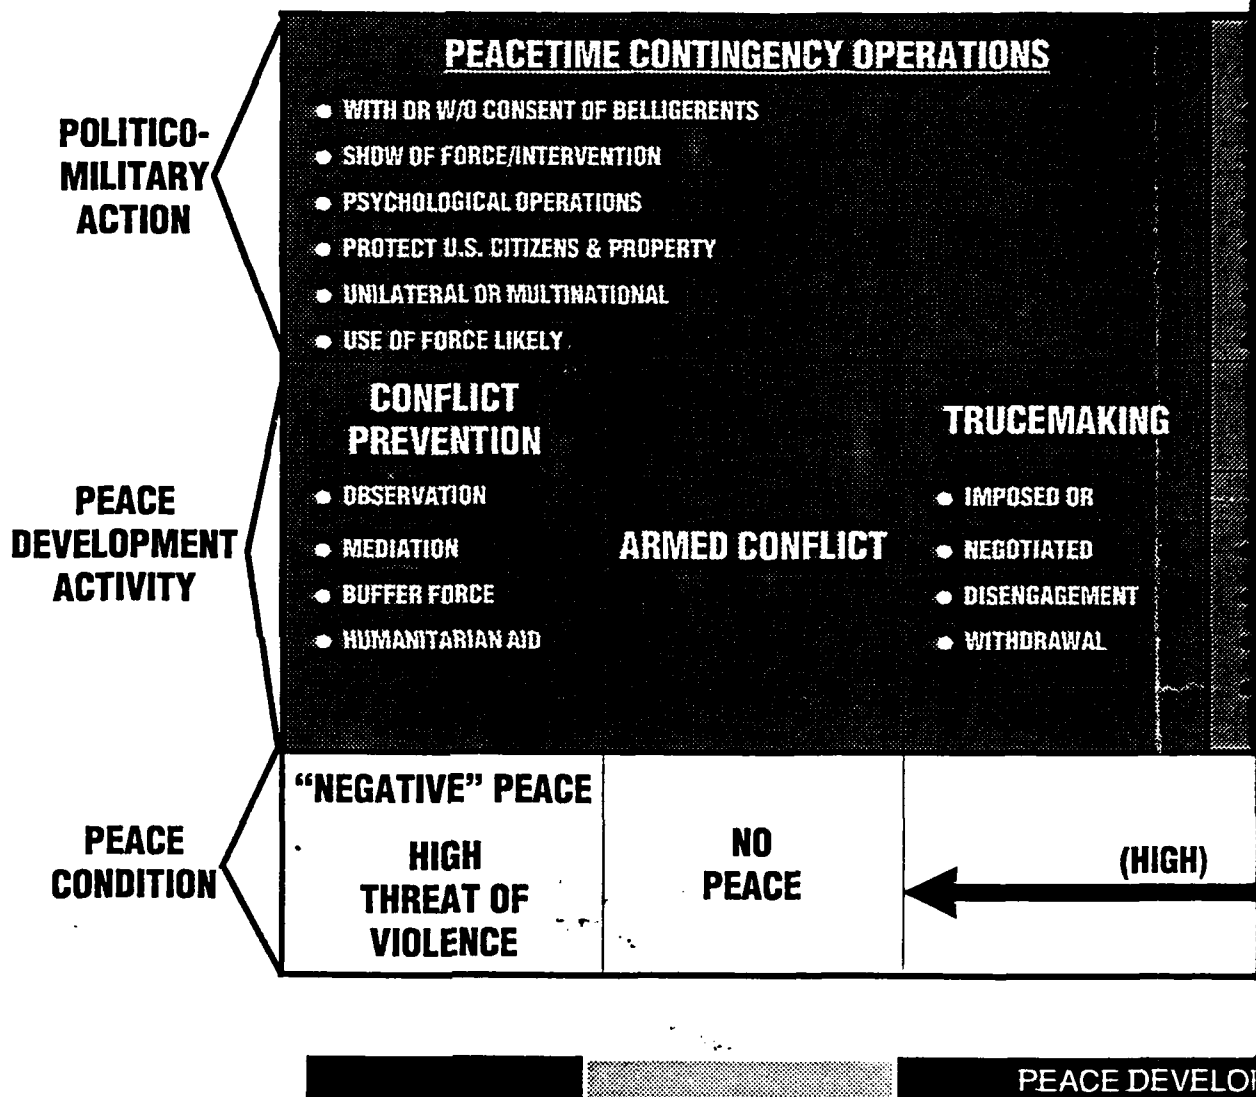 PEACETIME CONTINGENCY OPERATIONS
POLITICO-
MILITARY
ACTION
● WITH OR W/O CONSENT OF BELLIGERENTS
● SHOW OF FORCE/INTERVENTION
● PSYCHOLOGICAL OPERATIONS
● PROTECT U.S. CITIZENS & PROPERTY
● UNILATERAL OR MULTINATIONAL
● USE OF FORCE LIKELY
PEACE
DEVELOPMENT
ACTIVITY
CONFLICT
PREVENTION
● OBSERVATION
● MEDIATION
● BUFFER FORCE
● HUMANITARIAN AID
ARMED CONFLICT
TRUCEMAKING
● IMPOSED OR
● NEGOTIATED
● DISENGAGEMENT
● WITHDRAWAL
PEACE
CONDITION
“NEGATIVE” PEACE
HIGH
THREAT OF
VIOLENCE
NO
PEACE
(HIGH)
PEACE DEVELO